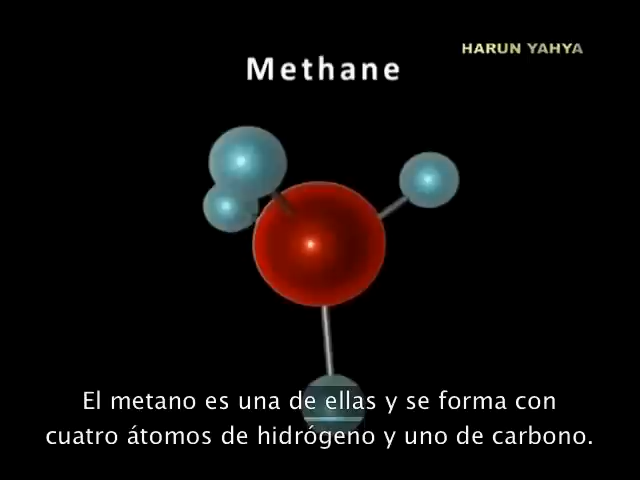 HARUN YAHYA
Methane
El metano es una de ellas y se forma con
cuatro átomos de hidrógeno y uno de carbono.